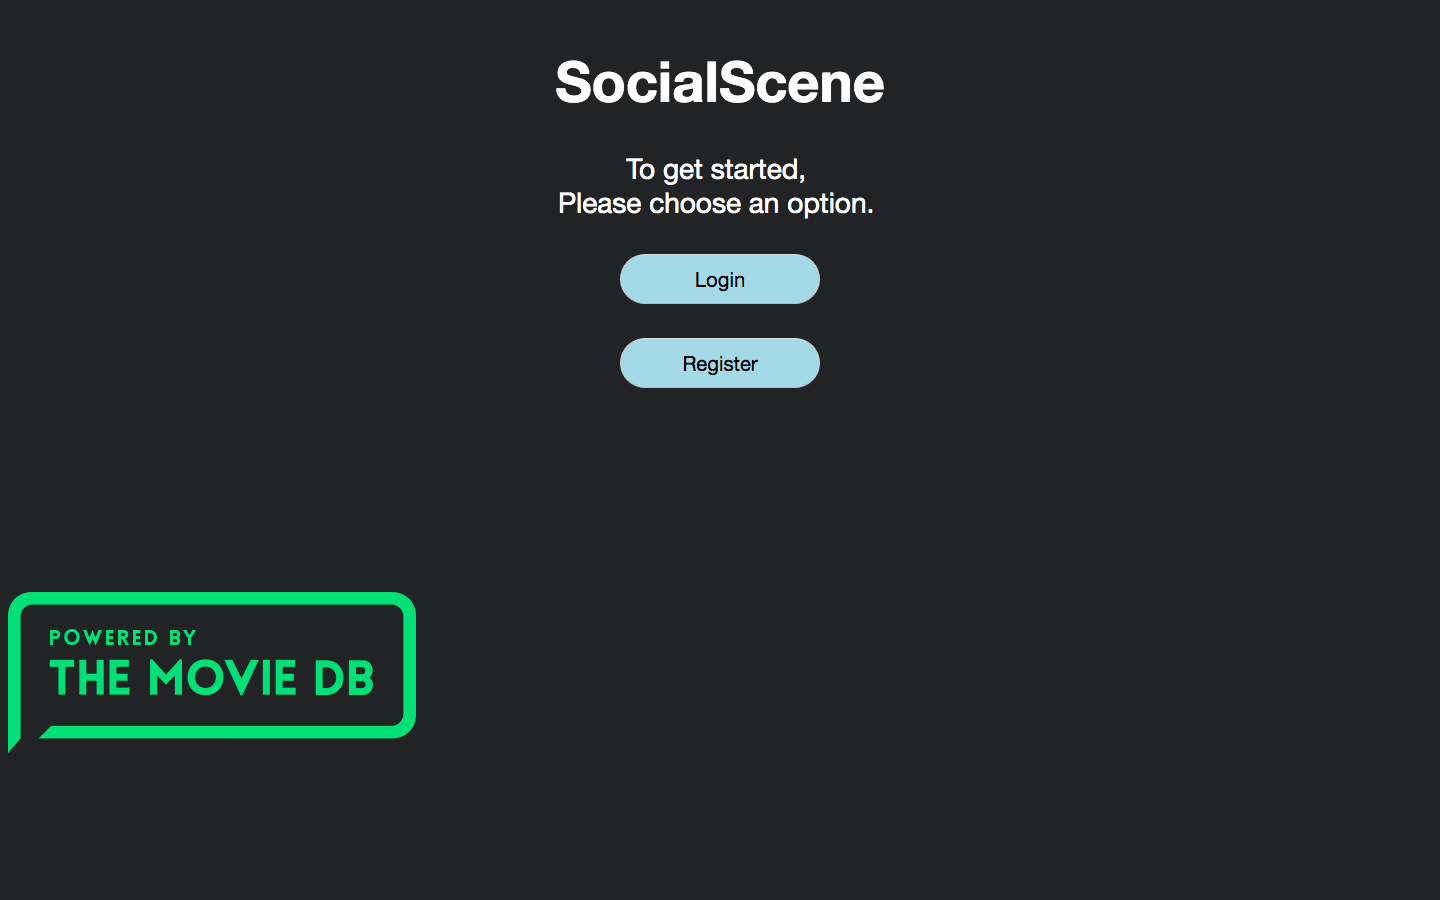 SocialScene
To get started,
Please choose an option.
Login
Register
POWERED BY
THE MOVIE DB